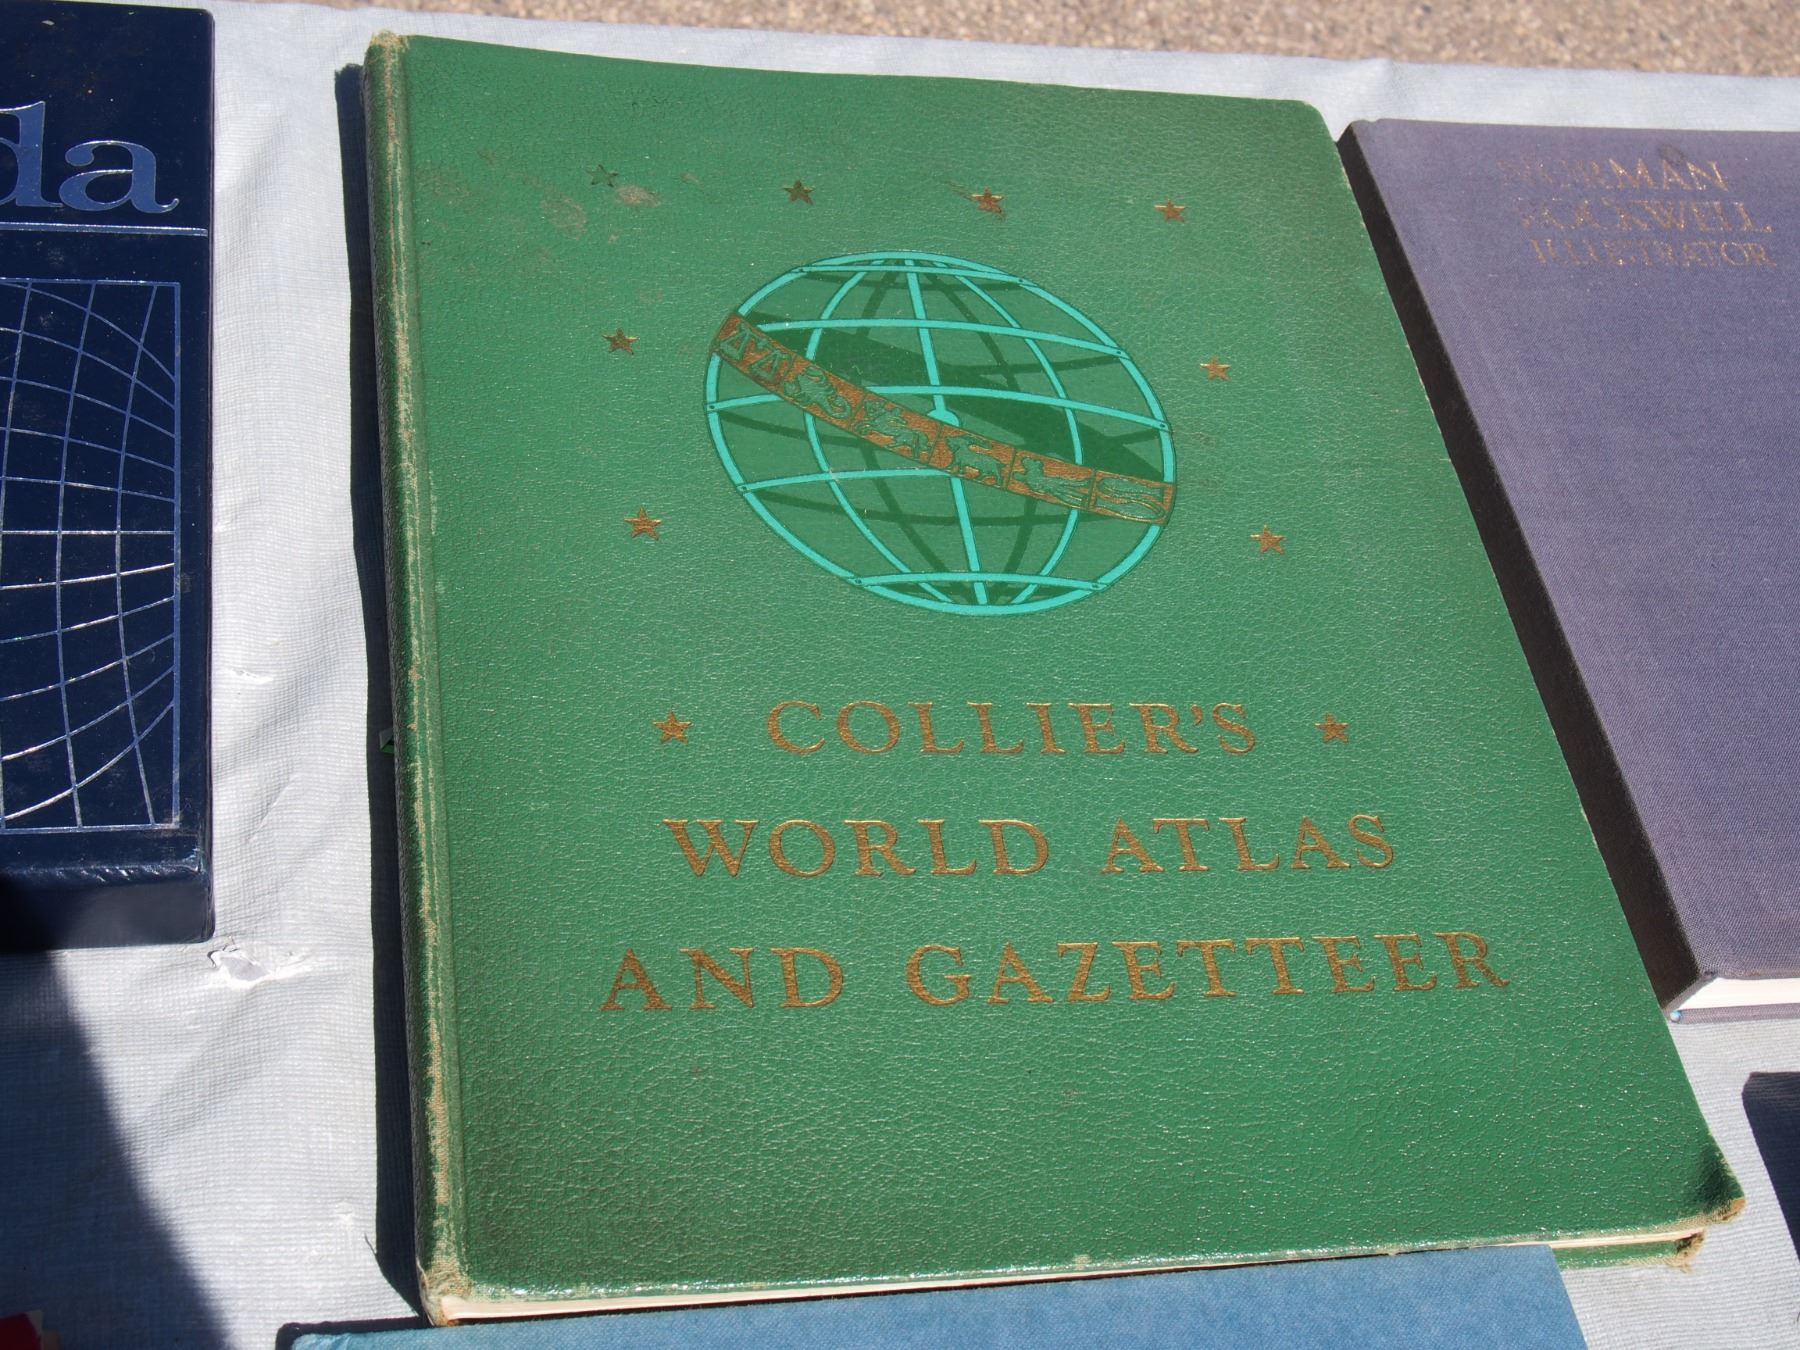 da
NORMAN
ROCKWELL
ILLUSTRATOR
COLLIER'S
WORLD ATLAS
AND GAZETTEER